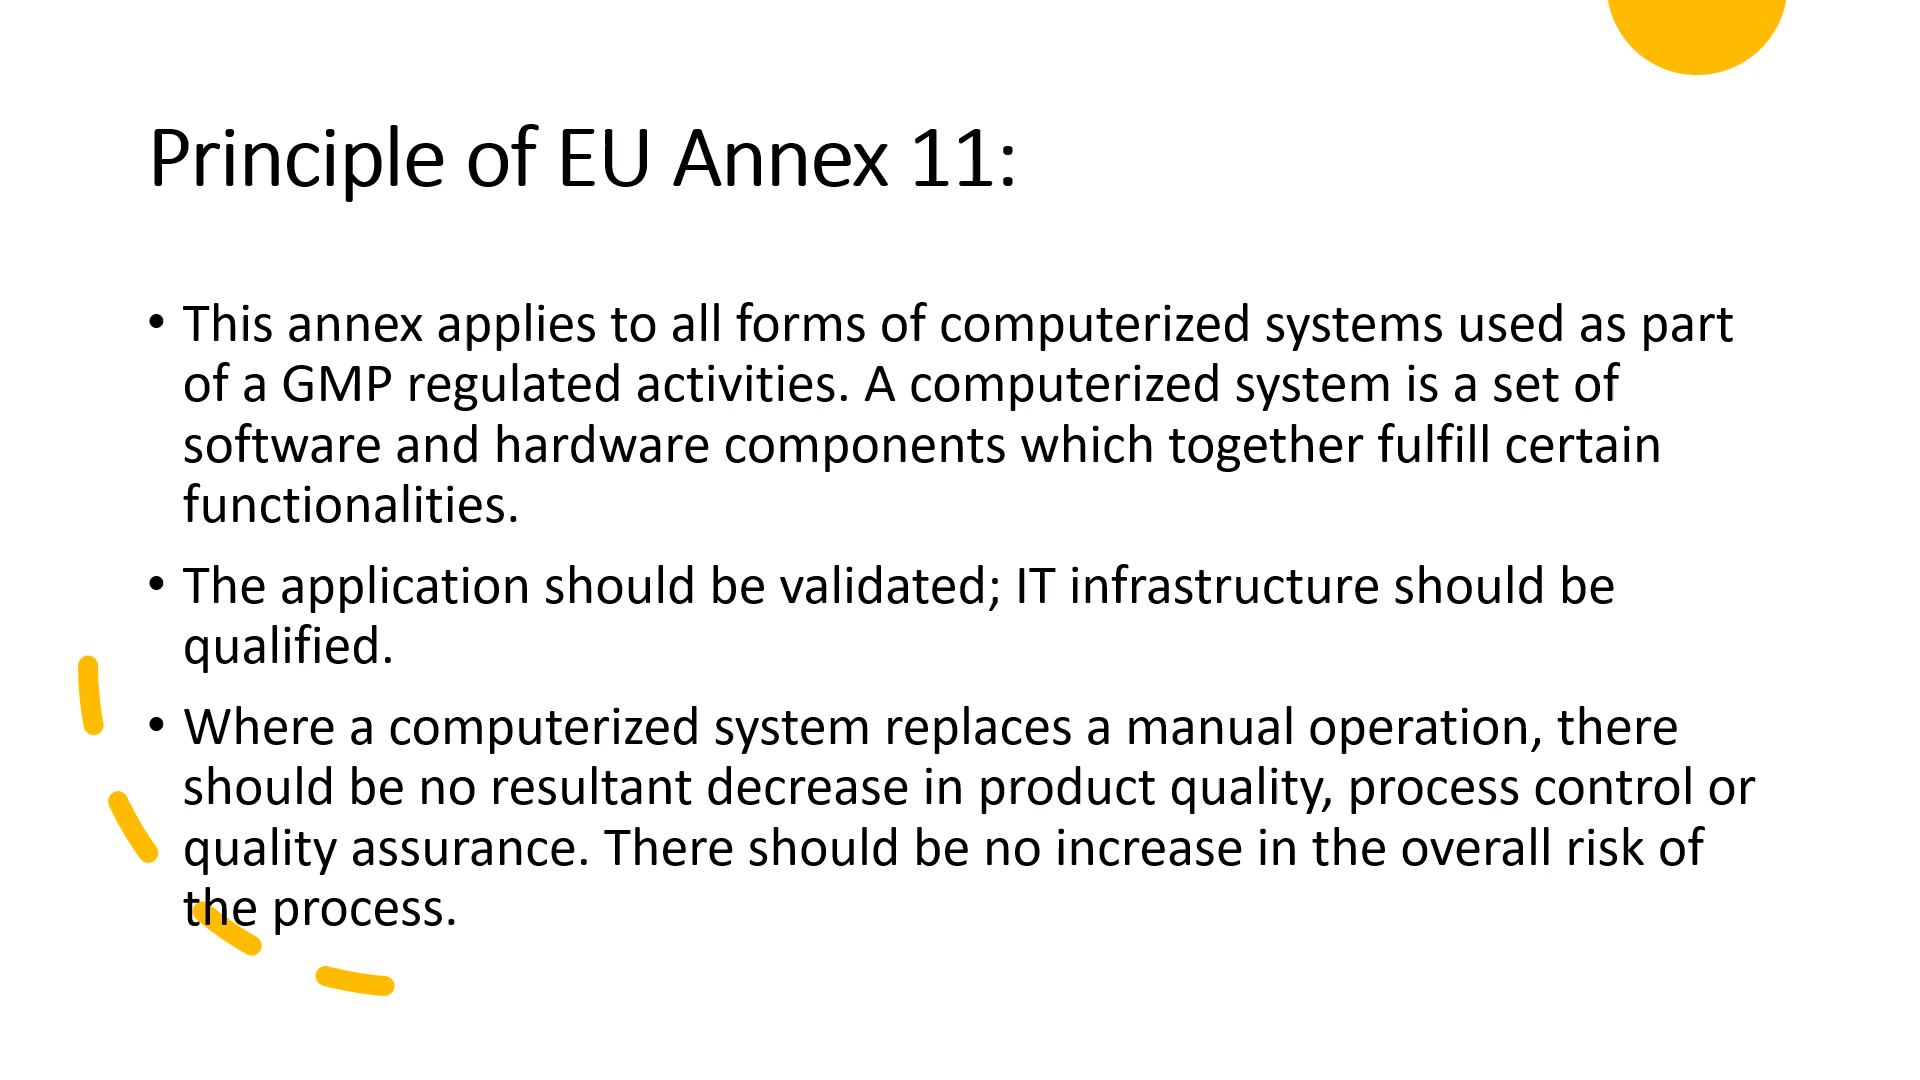 Principle of EU Annex 11:
• This annex applies to all forms of computerized systems used as part
of a GMP regulated activities. A computerized system is a set of
software and hardware components which together fulfill certain
functionalities.
• The application should be validated; IT infrastructure should be
qualified.
• Where a computerized system replaces a manual operation, there
should be no resultant decrease in product quality, process control or
quality assurance. There should be no increase in the overall risk of
the process.